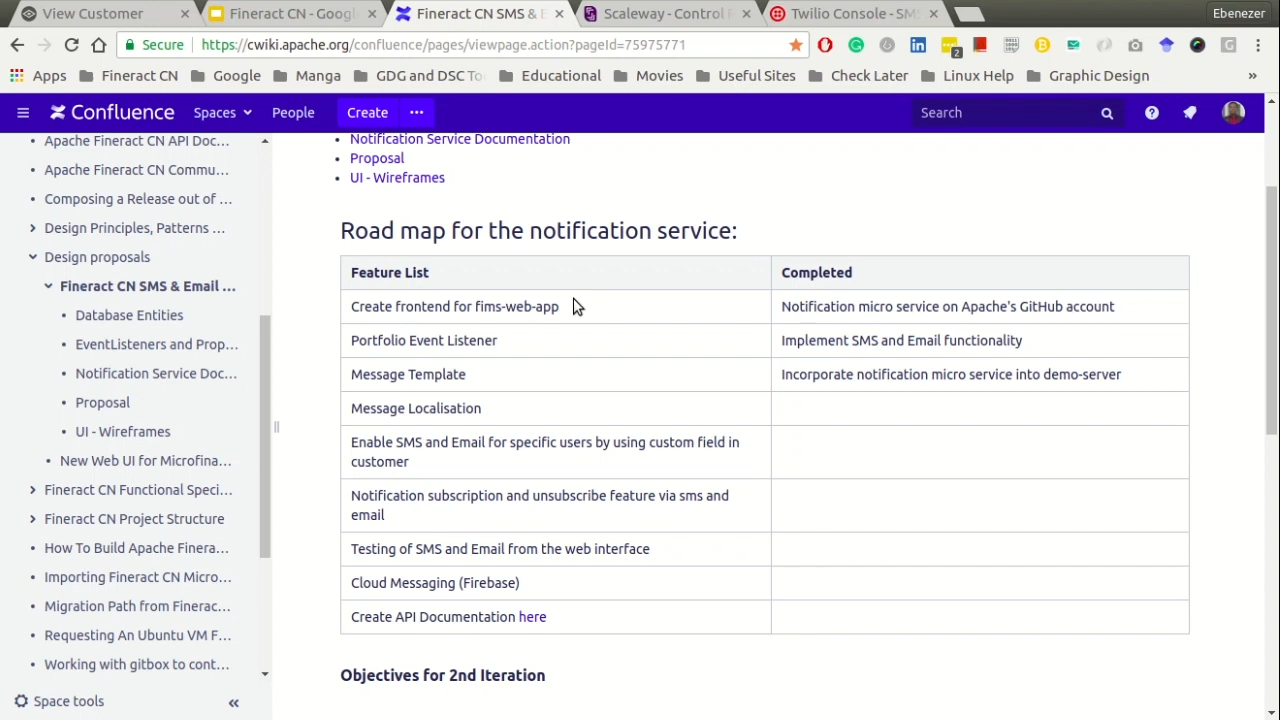 View Customer
Fineract CN - Googl
Fineract CN SMS & E
Scaleway - Control P
Twilio Console - SMS
Ebenezer
Secure
https://cwiki.apache.org/confluence/pages/viewpage.action?pageId=75975771
2
Apps
Fineract CN
Google
Manga
GDG and DSC To
Educational
Movies
Useful Sites
Check Later
Linux Help
Graphic Design
»
Confluence
Spaces
People
Create
Search
Apache Fineract CN API Doc...
Apache Fineract CN Commu...
Composing a Release out of ...
Design Principles, Patterns ...
Design proposals
Fineract CN SMS & Email ...
Database Entities
EventListeners and Prop...
Notification Service Doc...
Proposal
UI - Wireframes
New Web UI for Microfina...
Fineract CN Functional Speci...
Fineract CN Project Structure
How To Build Apache Finera...
Importing Fineract CN Micro...
Migration Path from Finerac...
Requesting An Ubuntu VM F...
Working with gitbox to cont...
Space tools
«
Notification Service Documentation
Proposal
UI - Wireframes
Road map for the notification service:
Feature List
Completed
Create frontend for fims-web-app
Notification micro service on Apache's GitHub account
Portfolio Event Listener
Implement SMS and Email functionality
Message Template
Incorporate notification micro service into demo-server
Message Localisation
Enable SMS and Email for specific users by using custom field in
customer
Notification subscription and unsubscribe feature via sms and
email
Testing of SMS and Email from the web interface
Cloud Messaging (Firebase)
Create API Documentation here
Objectives for 2nd Iteration